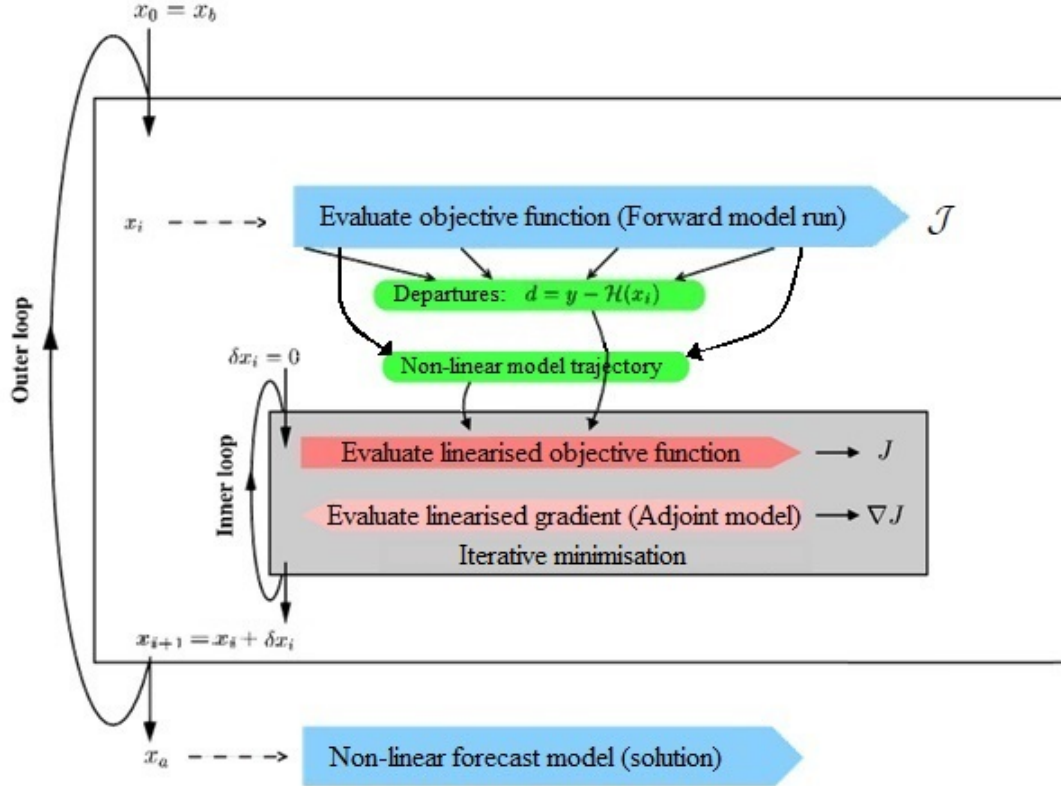 x₀ = x_b
x_i
Evaluate objective function (Forward model run)
𝒥
Departures: d = y − ℋ(x_i)
Outer loop
δx_i = 0
Non-linear model trajectory
Inner loop
Evaluate linearised objective function
J
Evaluate linearised gradient (Adjoint model)
∇J
Iterative minimisation
x_{i+1} = x_i + δx_i
x_a
Non-linear forecast model (solution)